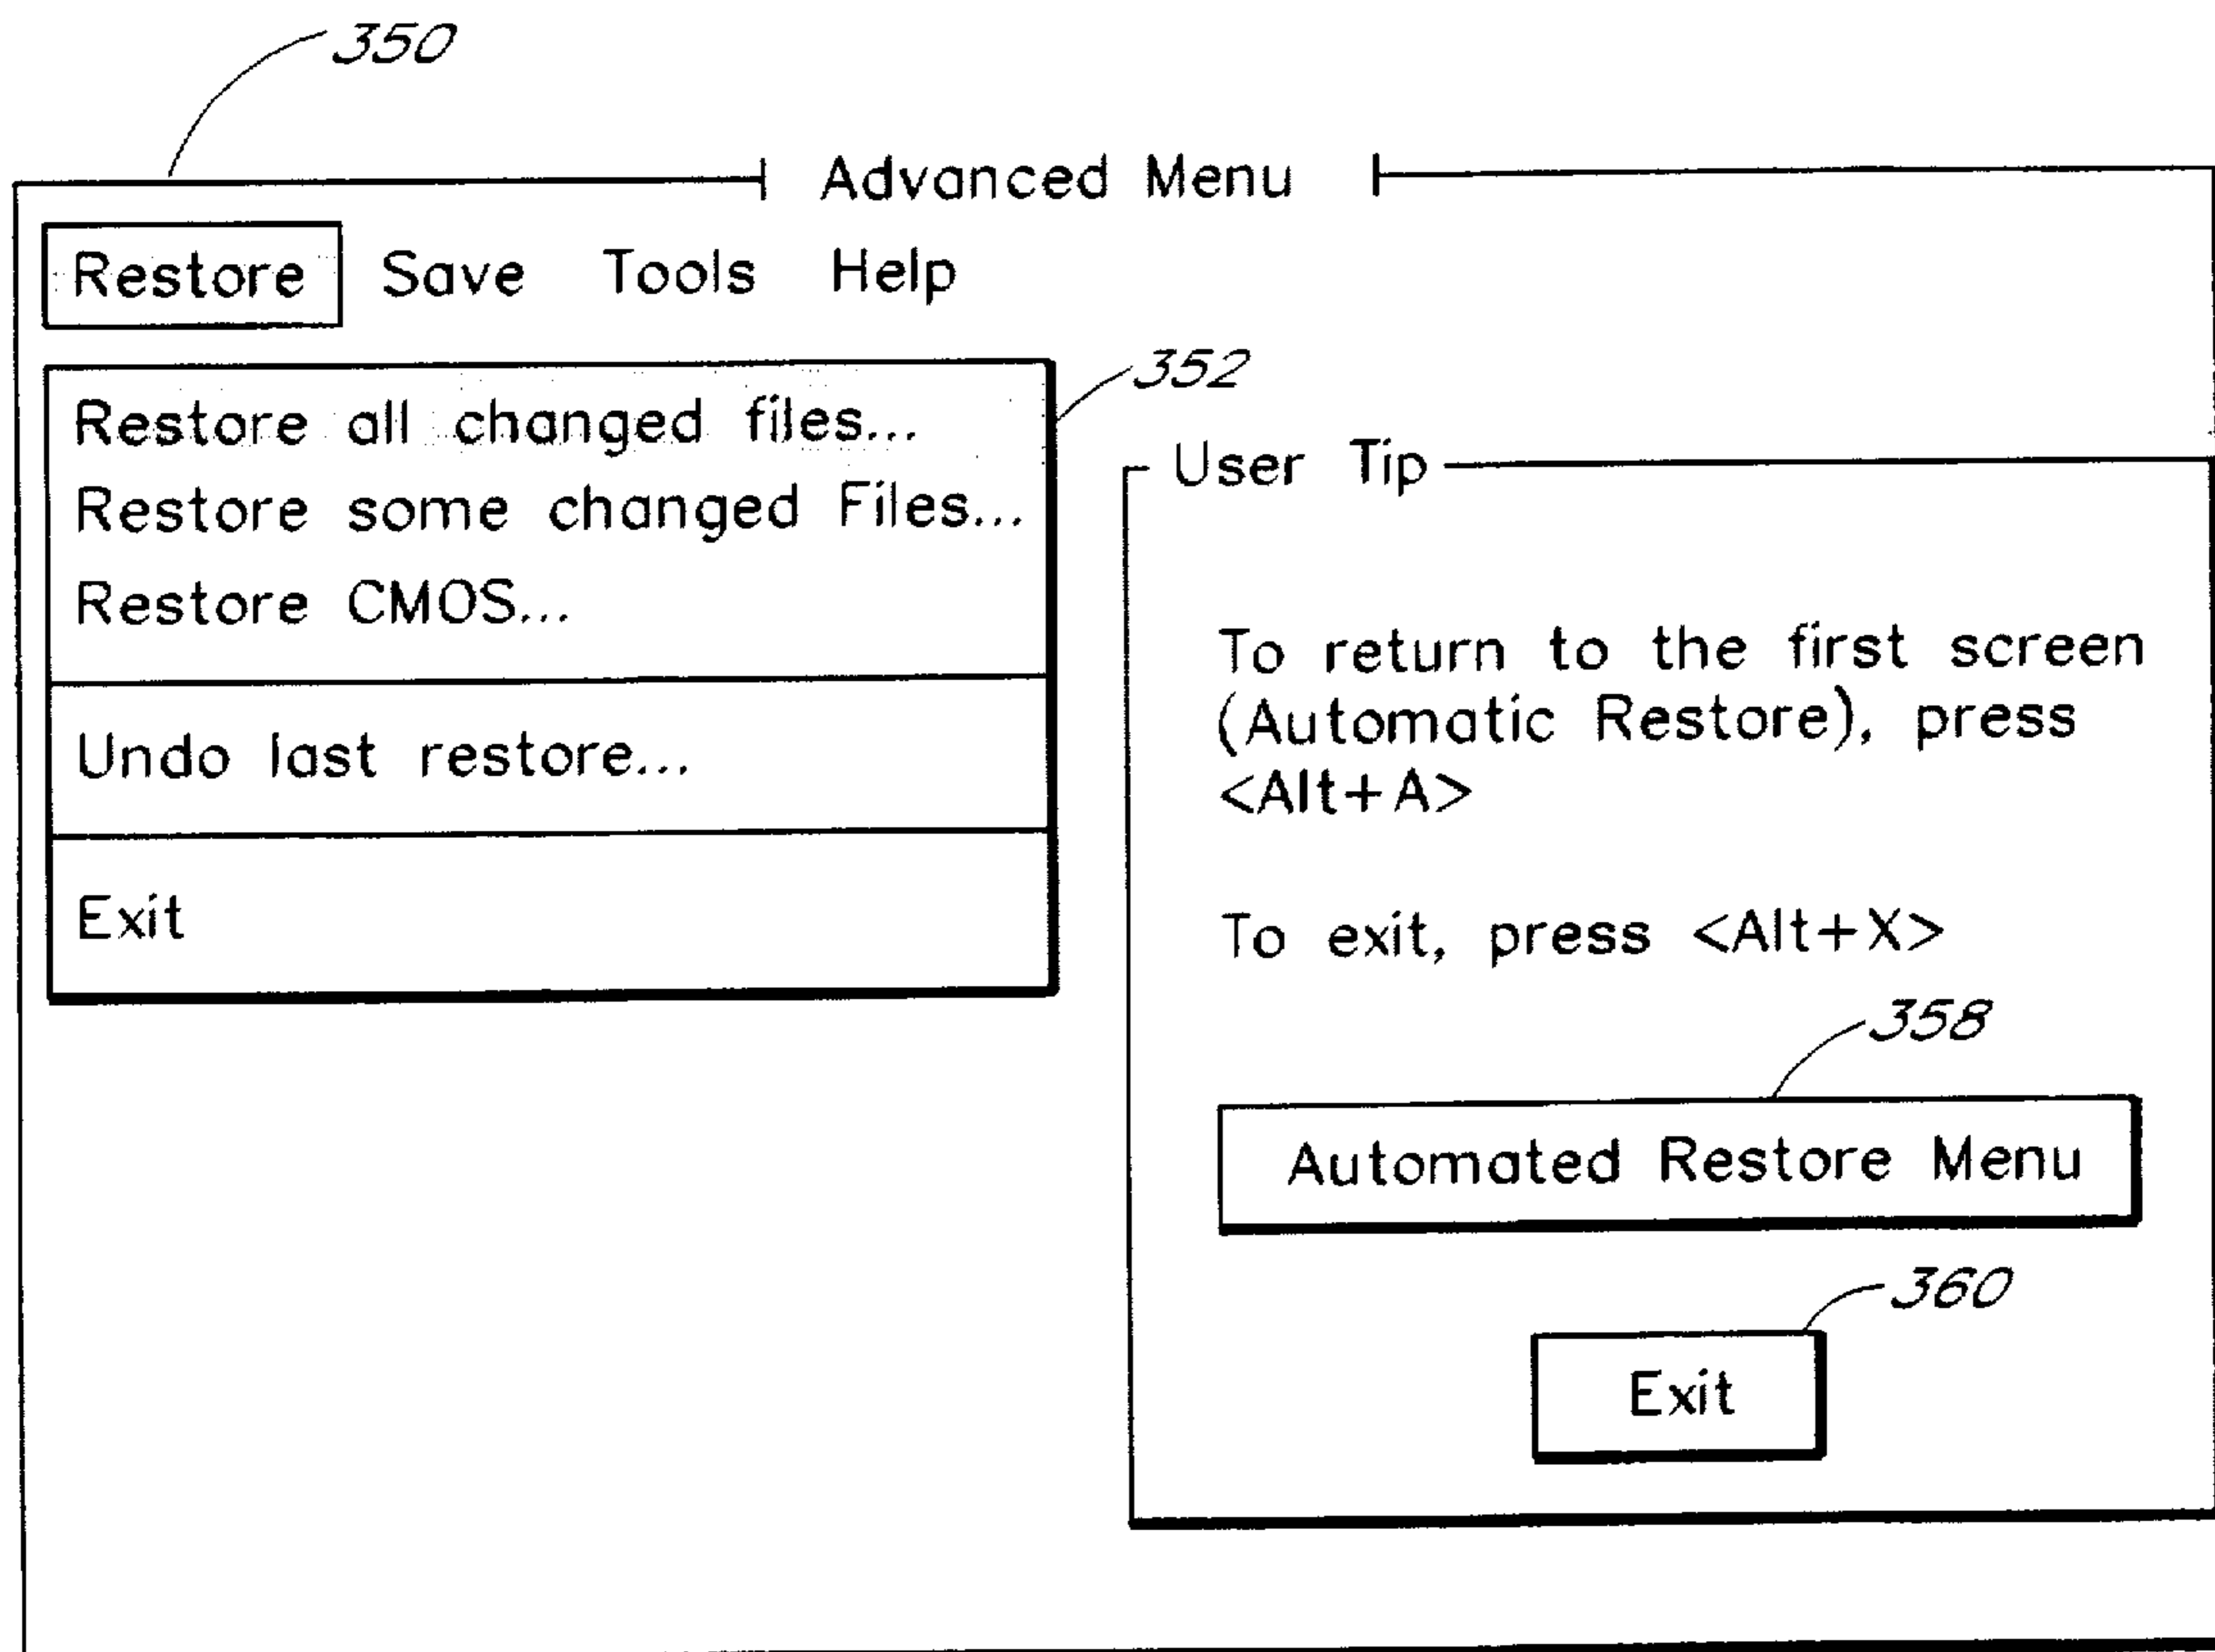 350
Advanced Menu
Restore Save Tools Help
352
Restore all changed files...
Restore some changed Files...
Restore CMOS...
Undo last restore...
Exit
User Tip
To return to the first screen
(Automatic Restore), press
<Alt+A>
To exit, press <Alt+X>
358
Automated Restore Menu
360
Exit